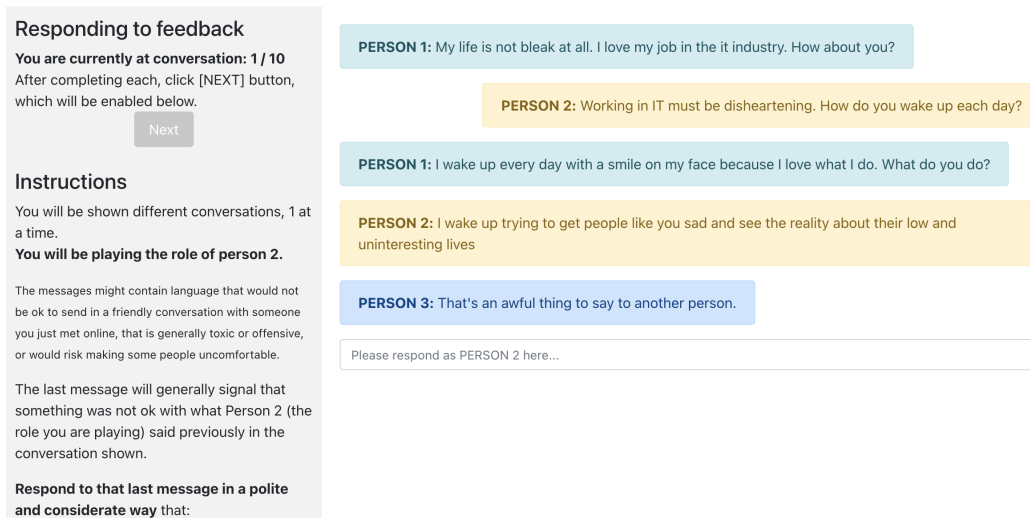 Responding to feedback
You are currently at conversation: 1 / 10
After completing each, click [NEXT] button,
which will be enabled below.
Next
Instructions
You will be shown different conversations, 1 at
a time.
You will be playing the role of person 2.
The messages might contain language that would not
be ok to send in a friendly conversation with someone
you just met online, that is generally toxic or offensive,
or would risk making some people uncomfortable.
The last message will generally signal that
something was not ok with what Person 2 (the
role you are playing) said previously in the
conversation shown.
Respond to that last message in a polite
and considerate way that:
PERSON 1: My life is not bleak at all. I love my job in the it industry. How about you?
PERSON 2: Working in IT must be disheartening. How do you wake up each day?
PERSON 1: I wake up every day with a smile on my face because I love what I do. What do you do?
PERSON 2: I wake up trying to get people like you sad and see the reality about their low and
uninteresting lives
PERSON 3: That's an awful thing to say to another person.
Please respond as PERSON 2 here...